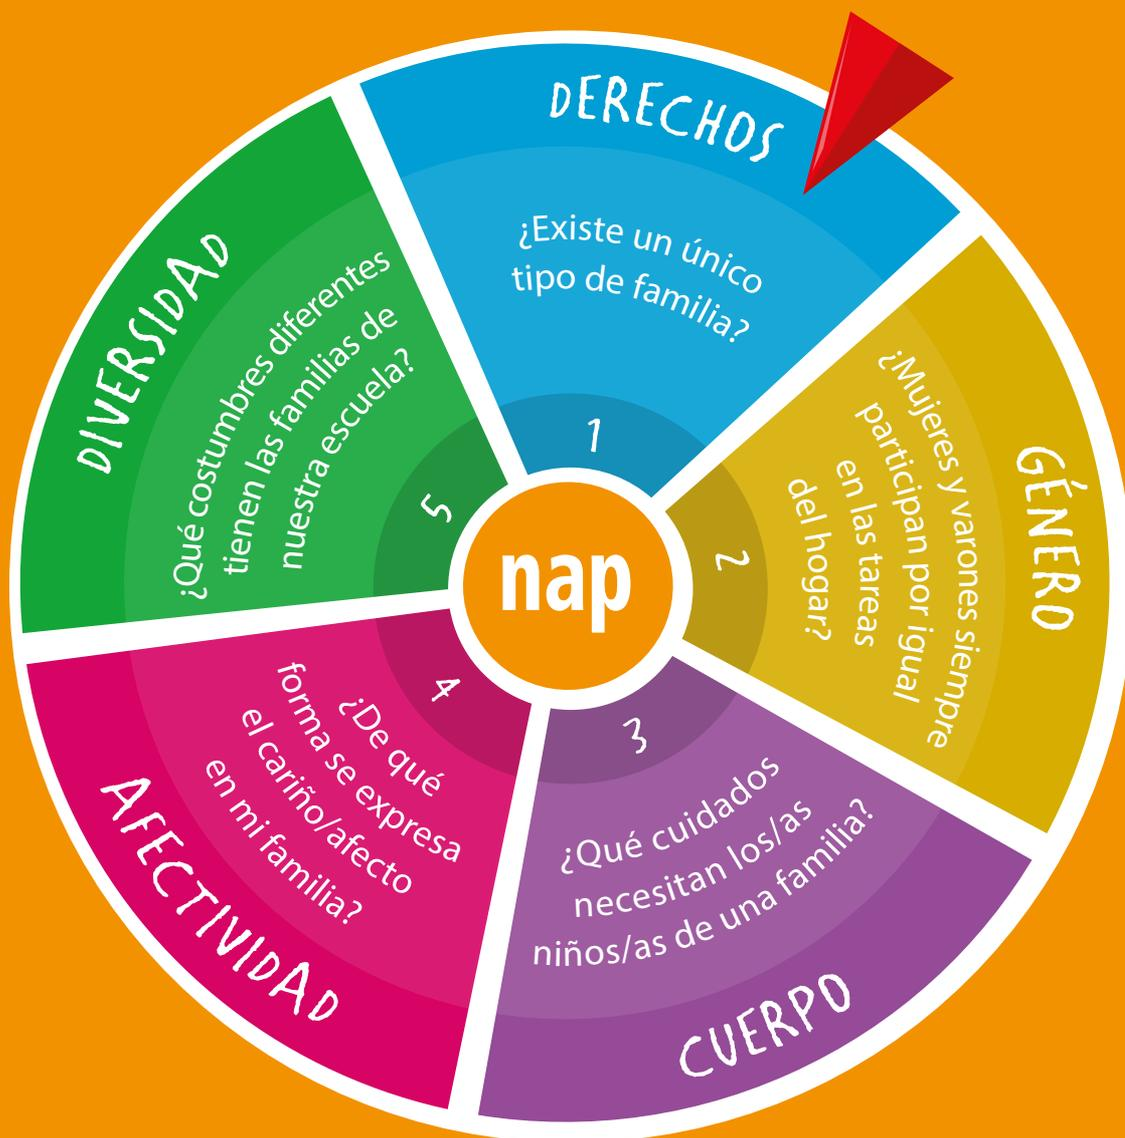 DERECHOS
¿Existe un único
tipo de familia?
1
GÉNERO
¿Mujeres y varones siempre
participan por igual
en las tareas
del hogar?
2
CUERPO
¿Qué cuidados
necesitan los/as
niños/as de una familia?
3
AFECTIVIDAD
¿De qué
forma se expresa
el cariño/afecto
en mi familia?
4
DIVERSIDAD
¿Qué costumbres diferentes
tienen las familias de
nuestra escuela?
5
nap